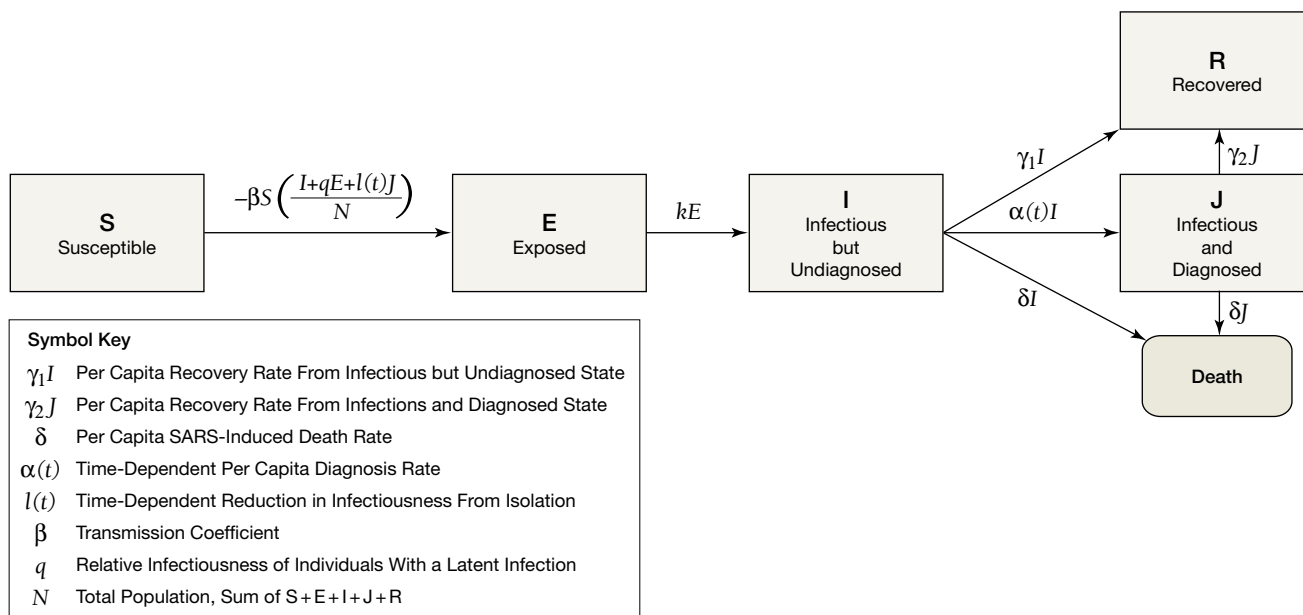 R
Recovered
γ₁I
γ₂J
−βS(I+qE+l(t)J/N)
S
Susceptible
E
Exposed
kE
I
Infectious
but
Undiagnosed
α(t)I
J
Infectious
and
Diagnosed
δI
δJ
Death
Symbol Key
γ₁I Per Capita Recovery Rate From Infectious but Undiagnosed State
γ₂J Per Capita Recovery Rate From Infections and Diagnosed State
δ Per Capita SARS-Induced Death Rate
α(t) Time-Dependent Per Capita Diagnosis Rate
l(t) Time-Dependent Reduction in Infectiousness From Isolation
β Transmission Coefficient
q Relative Infectiousness of Individuals With a Latent Infection
N Total Population, Sum of S+E+I+J+R